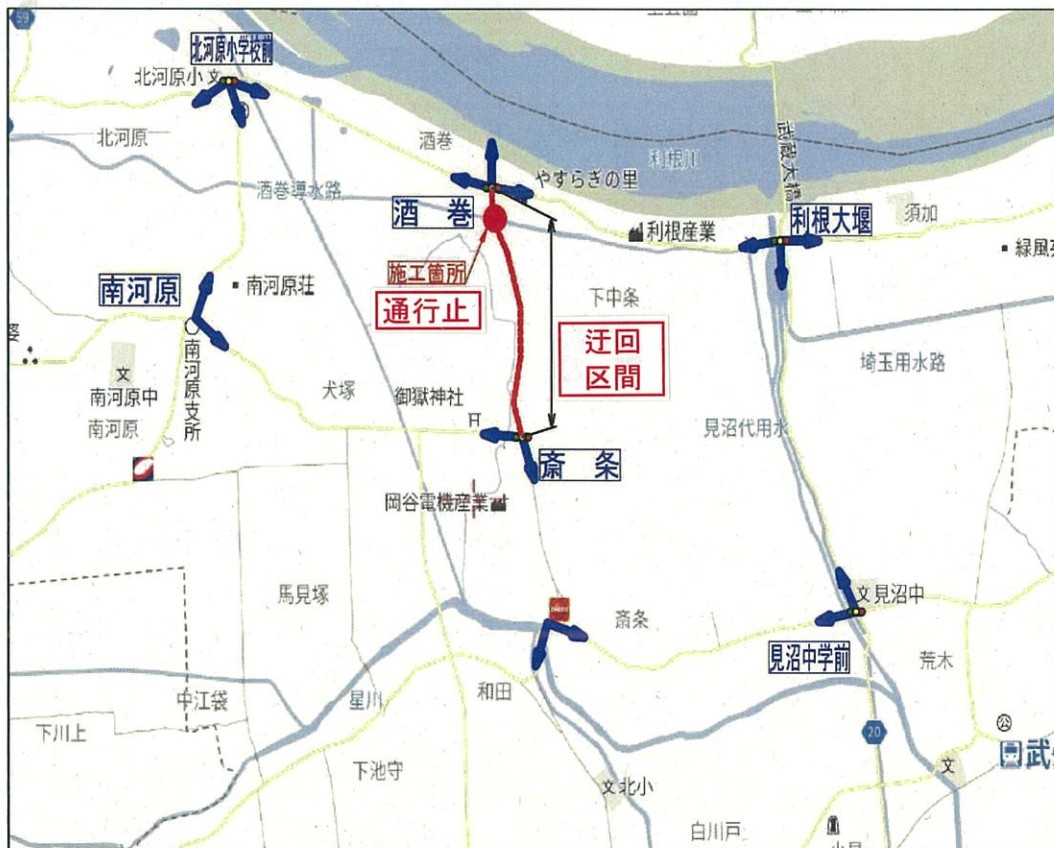 59
北河原小学校前
北河原小 文
北河原
酒巻
利根川
武蔵大橋
酒巻導水路
やすらぎの里
酒 巻
利根大堰
須加
利根産業
施工箇所
通行止
南河原
南河原荘
下中条
迂回
区間
埼玉用水路
文
南河原中
南河原
南河原支所
犬塚
御嶽神社
見沼代用水
斎 条
岡谷電機産業
馬見塚
斎条
文 見沼中
見沼中学前
荒木
中江袋
星川
和田
下川上
20
公
下池守
文 北小
文
白川戸